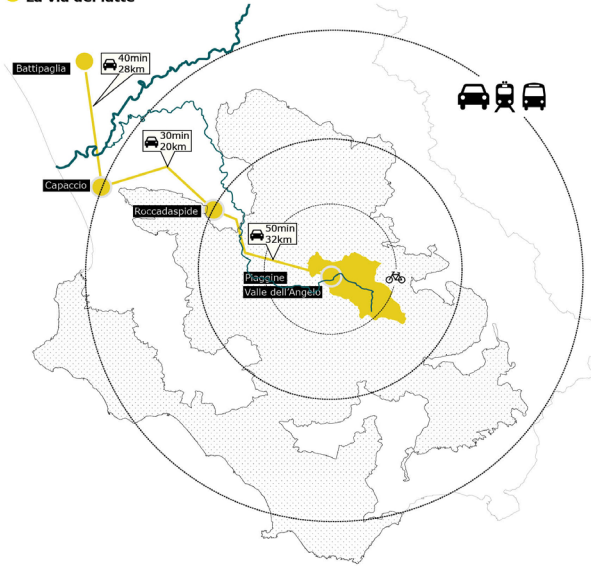 La via del latte
Battipaglia
40min
28km
30min
20km
Capaccio
Roccadaspide
50min
32km
Piaggine
Valle dell'Angelo